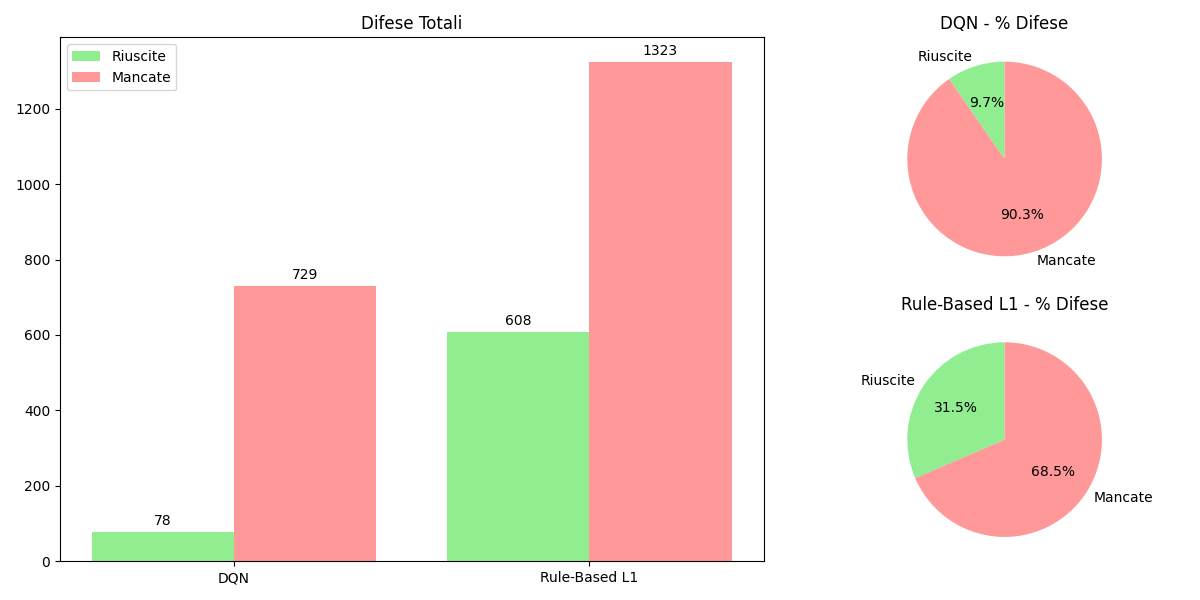 Difese Totali
Riuscite
Mancate
1200
1000
800
600
400
200
0
78
729
608
1323
DQN
Rule-Based L1
DQN - % Difese
Riuscite
9.7%
90.3%
Mancate
Rule-Based L1 - % Difese
Riuscite
31.5%
68.5%
Mancate